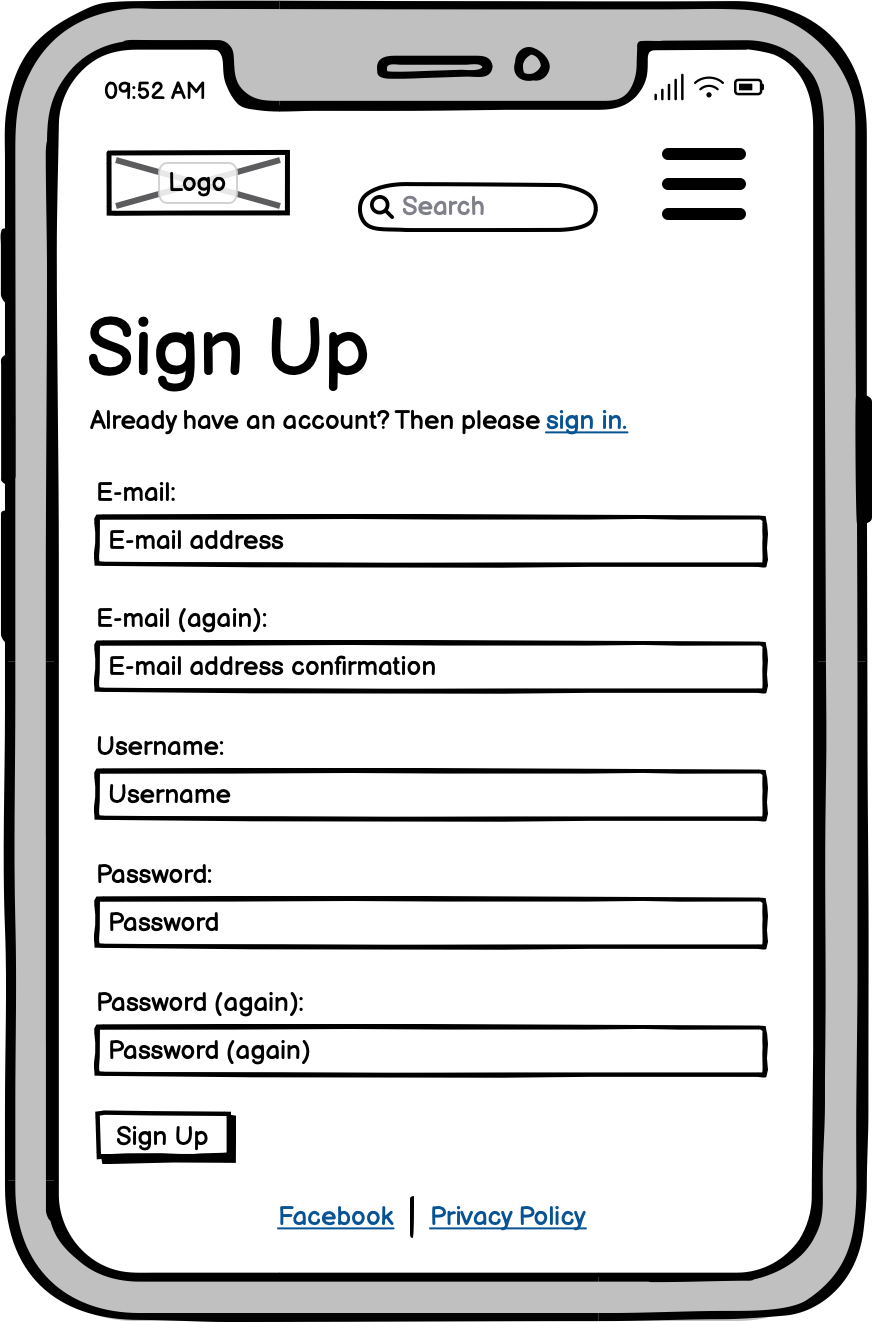 09:52 AM
Logo
Search
Sign Up
Already have an account? Then please sign in.
E-mail:
E-mail address
E-mail (again):
E-mail address confirmation
Username:
Username
Password:
Password
Password (again):
Password (again)
Sign Up
Facebook | Privacy Policy